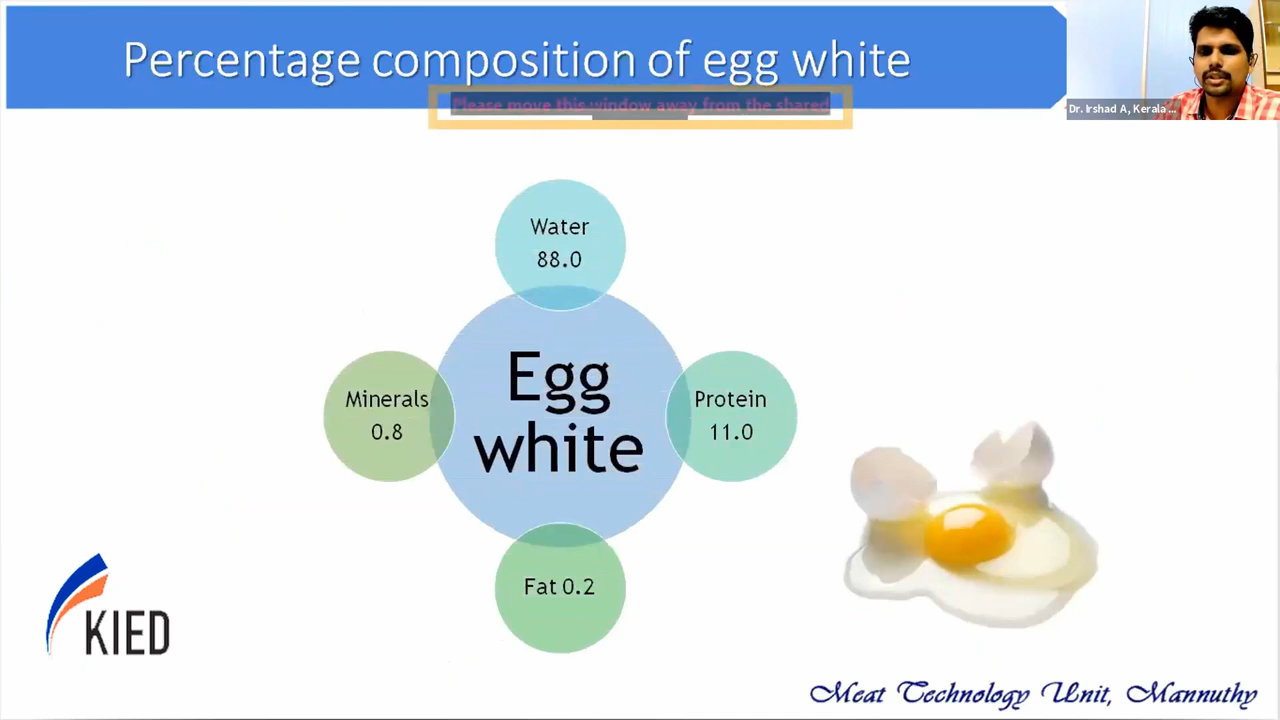 Percentage composition of egg white
Please move this window away from the shared
Dr. Irshad A, Kerala ...
Water
88.0
Egg
white
Minerals
0.8
Protein
11.0
Fat 0.2
KIED
Meat Technology Unit, Mannuthy